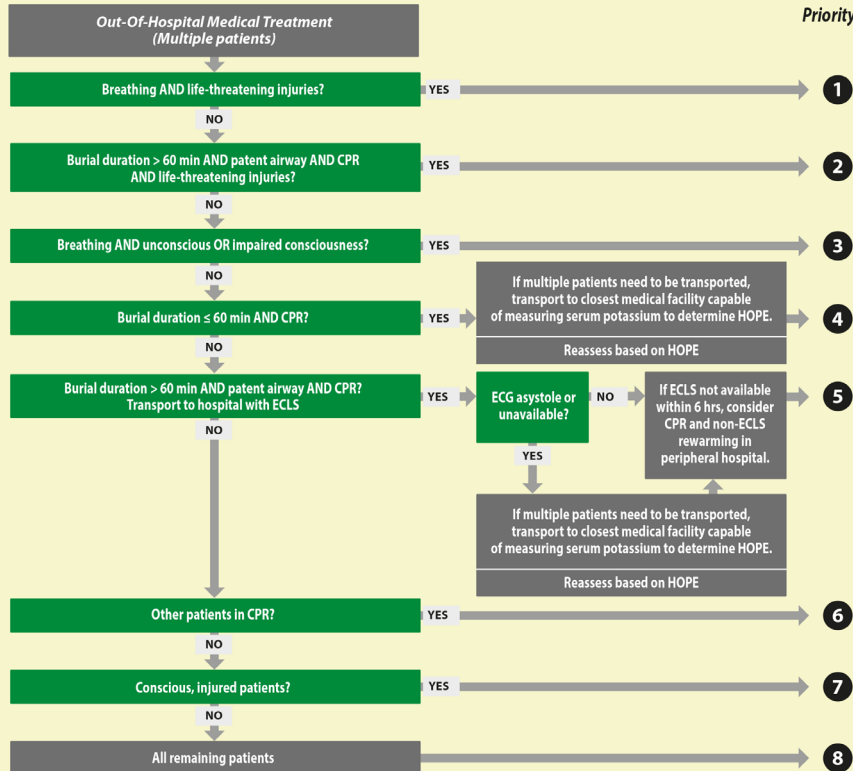 Out-Of-Hospital Medical Treatment
(Multiple patients)
Priority
Breathing AND life-threatening injuries?
YES
1
NO
Burial duration > 60 min AND patent airway AND CPR
AND life-threatening injuries?
YES
2
NO
Breathing AND unconscious OR impaired consciousness?
YES
3
NO
Burial duration ≤ 60 min AND CPR?
YES
If multiple patients need to be transported,
transport to closest medical facility capable
of measuring serum potassium to determine HOPE.
Reassess based on HOPE
4
NO
Burial duration > 60 min AND patent airway AND CPR?
Transport to hospital with ECLS
YES
ECG asystole or
unavailable?
NO
If ECLS not available
within 6 hrs, consider
CPR and non-ECLS
rewarming in
peripheral hospital.
5
NO
YES
If multiple patients need to be transported,
transport to closest medical facility capable
of measuring serum potassium to determine HOPE.
Reassess based on HOPE
Other patients in CPR?
YES
6
NO
Conscious, injured patients?
YES
7
NO
All remaining patients
8